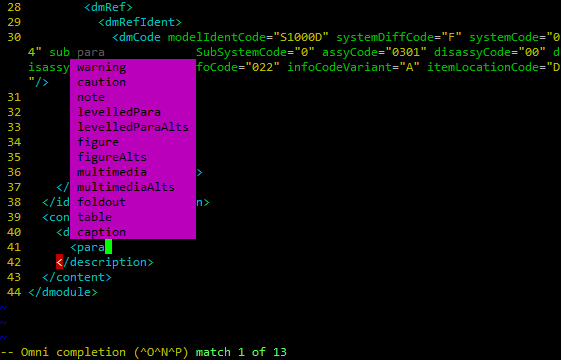 28         <dmRef>
29           <dmRefIdent>
30             <dmCode modelIdentCode="S1000D" systemDiffCode="F" systemCode="0
4" sub para            SubSystemCode="0" assyCode="0301" disassyCode="00" d
isassy warning         foCode="022" infoCodeVariant="A" itemLocationCode="D
"/>    caution
31     note
32     levelledPara
33     levelledParaAlts
34     figure
35     figureAlts
36     multimedia      >
37     </ multimediaAlts >
38   </id foldout      n>
39   <con table
40     <d caption
41       <para
42     </description>
43   </content>
44 </dmodule>
~
~
~
-- Omni completion (^O^N^P) match 1 of 13